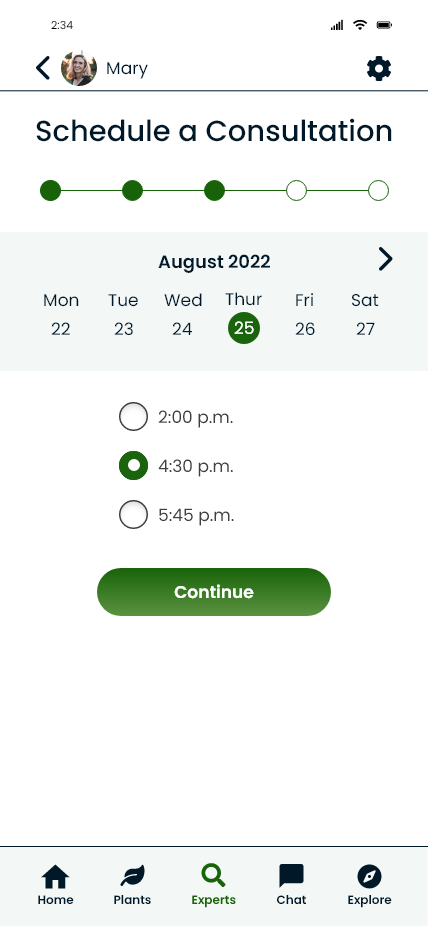 2:34
Mary
Schedule a Consultation
August 2022
Mon Tue Wed Thur Fri Sat
22 23 24 25 26 27
2:00 p.m.
4:30 p.m.
5:45 p.m.
Continue
Home Plants Experts Chat Explore